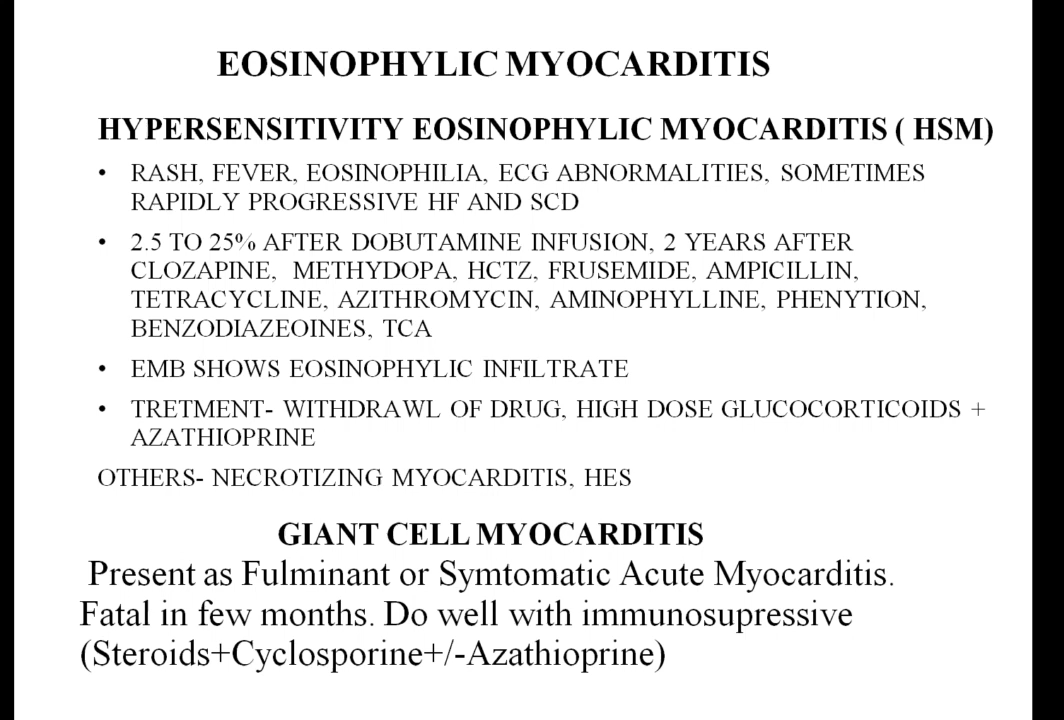 EOSINOPHYLIC MYOCARDITIS
HYPERSENSITIVITY EOSINOPHYLIC MYOCARDITIS ( HSM)
• RASH, FEVER, EOSINOPHILIA, ECG ABNORMALITIES, SOMETIMES
RAPIDLY PROGRESSIVE HF AND SCD
• 2.5 TO 25% AFTER DOBUTAMINE INFUSION, 2 YEARS AFTER
CLOZAPINE, METHYDOPA, HCTZ, FRUSEMIDE, AMPICILLIN,
TETRACYCLINE, AZITHROMYCIN, AMINOPHYLLINE, PHENYTION,
BENZODIAZEOINES, TCA
• EMB SHOWS EOSINOPHYLIC INFILTRATE
• TRETMENT- WITHDRAWL OF DRUG, HIGH DOSE GLUCOCORTICOIDS +
AZATHIOPRINE
OTHERS- NECROTIZING MYOCARDITIS, HES
GIANT CELL MYOCARDITIS
Present as Fulminant or Symtomatic Acute Myocarditis.
Fatal in few months. Do well with immunosupressive
(Steroids+Cyclosporine+/-Azathioprine)